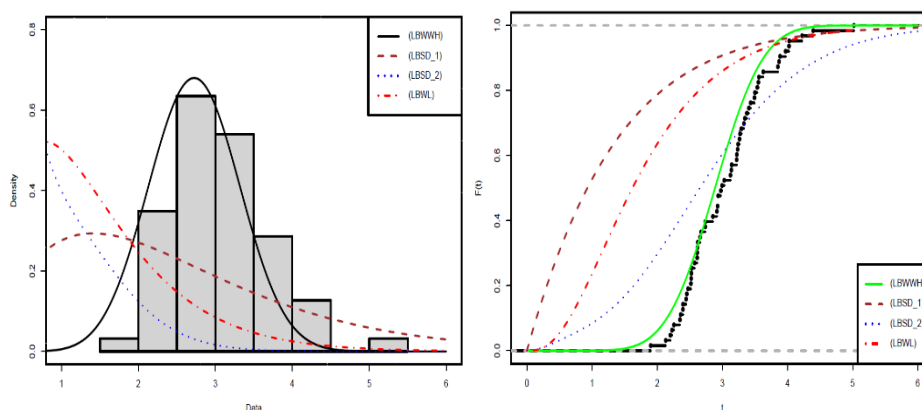 (LBWWH)
(LBSD_1)
(LBSD_2)
(LBWL)
Density
0.0
0.2
0.4
0.6
0.8
1
2
3
4
5
6
Data
F(t)
0.0
0.2
0.4
0.6
0.8
1.0
0
1
2
3
4
5
6
t
(LBWWH
(LBSD_1
(LBSD_2
(LBWL)